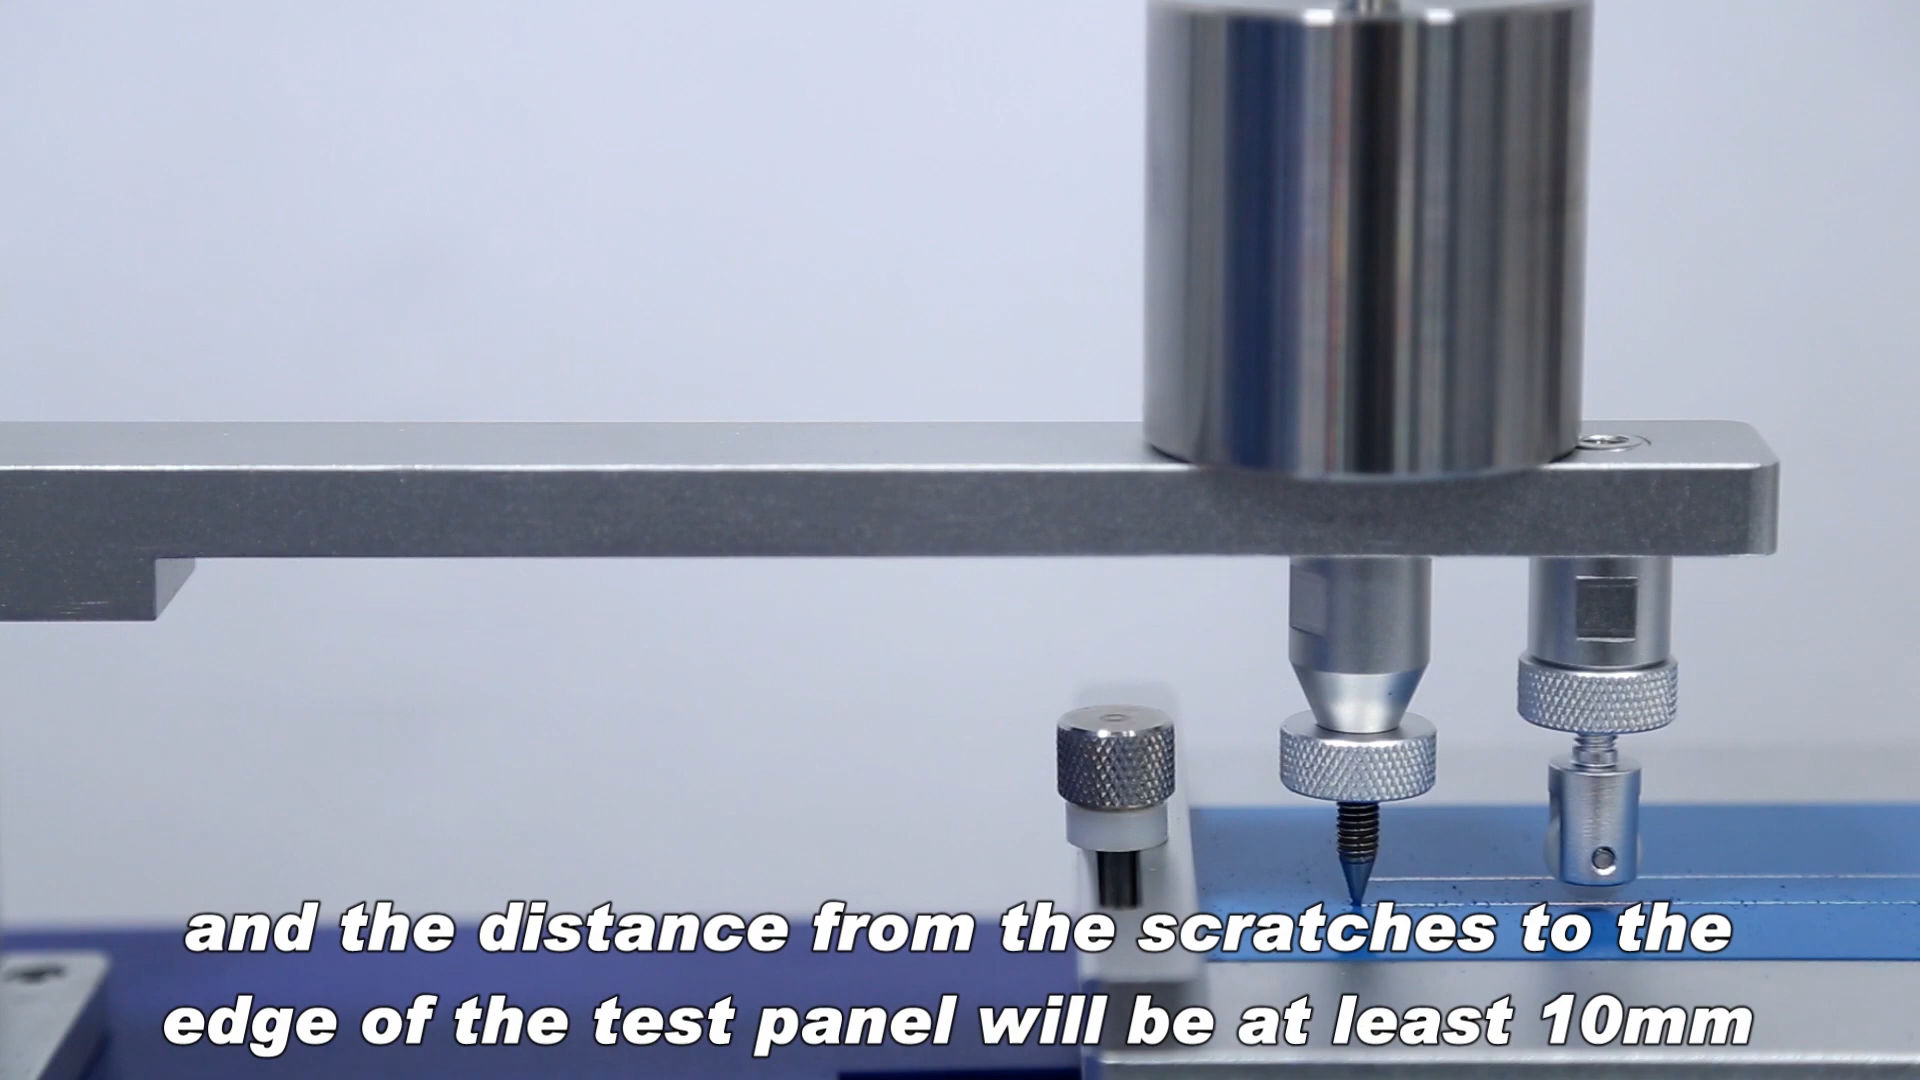 and the distance from the scratches to the
edge of the test panel will be at least 10mm